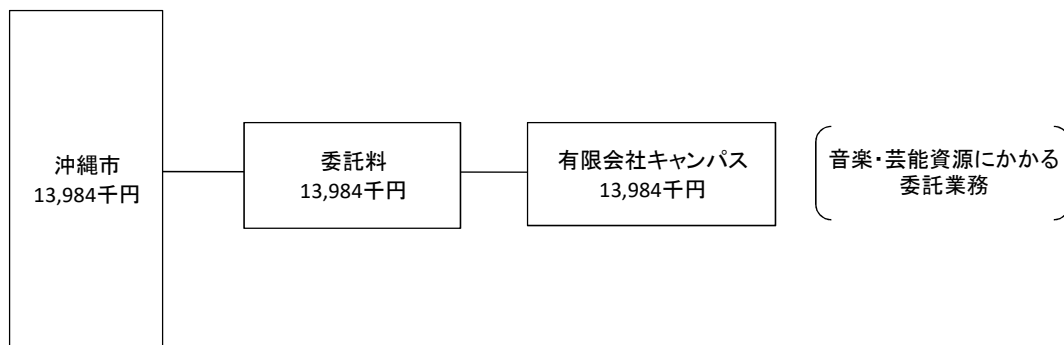 沖縄市
13,984千円
委託料
13,984千円
有限会社キャンパス
13,984千円
音楽・芸能資源にかかる
委託業務